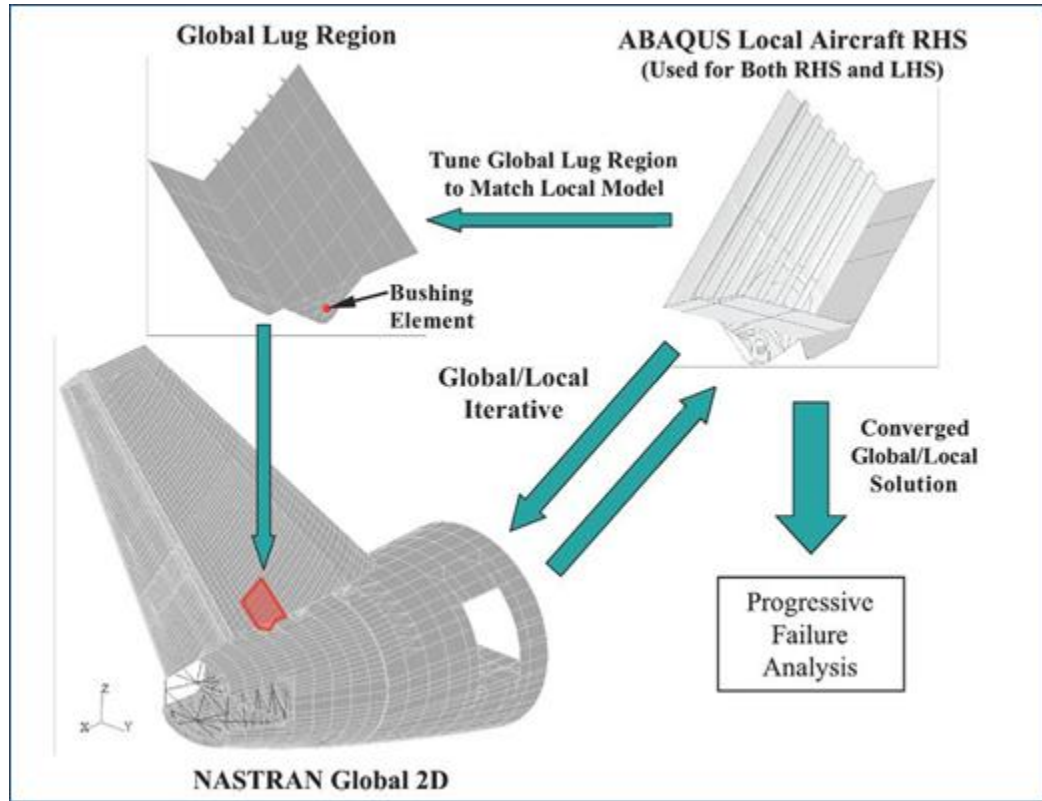 Global Lug Region
ABAQUS Local Aircraft RHS
(Used for Both RHS and LHS)
Tune Global Lug Region
to Match Local Model
Bushing
Element
Global/Local
Iterative
Converged
Global/Local
Solution
Progressive
Failure
Analysis
Z
X
Y
NASTRAN Global 2D